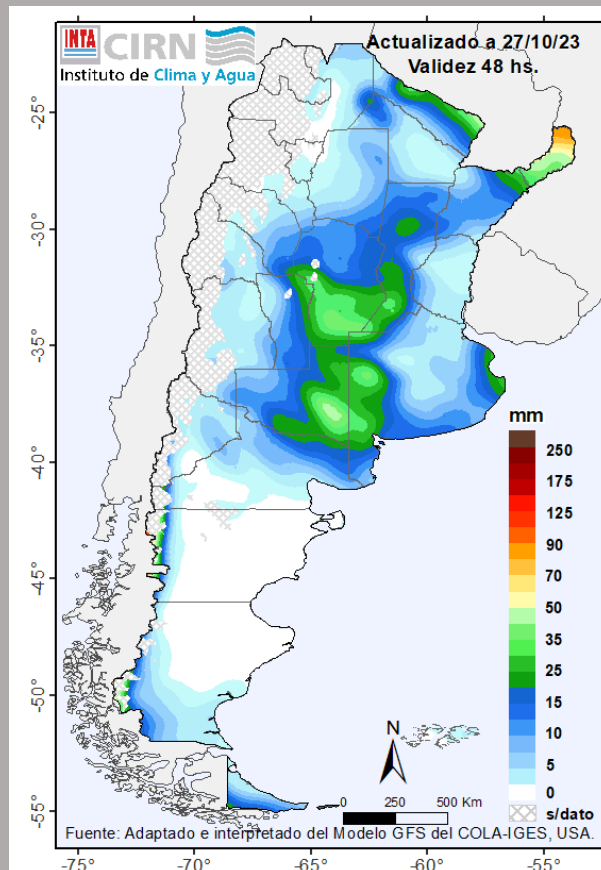 INTA CIRN
Instituto de Clima y Agua
Actualizado a 27/10/23
Validez 48 hs.
-25°
-30°
-35°
-40°
-45°
-50°
-55°
mm
250
175
125
90
70
50
35
25
15
10
5
0
s/dato
N
0 250 500 Km
Fuente: Adaptado e interpretado del Modelo GFS del COLA-IGES, USA.
-75° -70° -65° -60° -55°